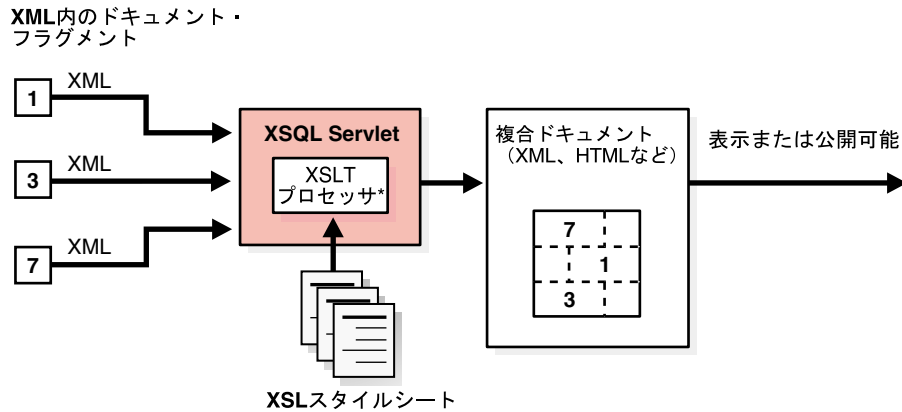 XML内のドキュメント・
フラグメント
1
XML
3
XML
7
XML
XSQL Servlet
XSLT
プロセッサ*
XSLスタイルシート
複合ドキュメント
（XML、HTMLなど）
7
1
3
表示または公開可能